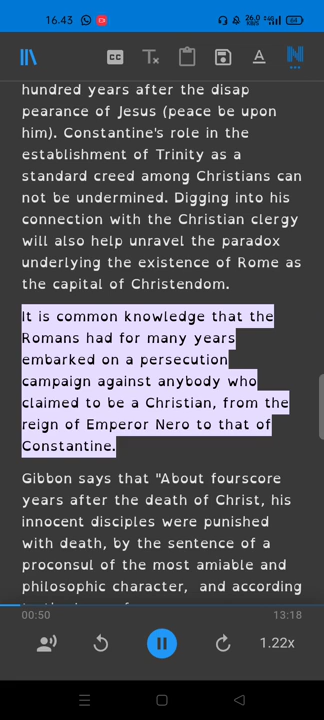 16.43
26.0 KB/S
64
CC
hundred years after the disap
pearance of Jesus (peace be upon
him). Constantine's role in the
establishment of Trinity as a
standard creed among Christians can
not be undermined. Digging into his
connection with the Christian clergy
will also help unravel the paradox
underlying the existence of Rome as
the capital of Christendom.
It is common knowledge that the
Romans had for many years
embarked on a persecution
campaign against anybody who
claimed to be a Christian, from the
reign of Emperor Nero to that of
Constantine.
Gibbon says that "About fourscore
years after the death of Christ, his
innocent disciples were punished
with death, by the sentence of a
proconsul of the most amiable and
philosophic character, and according
00:50
13:18
1.22x